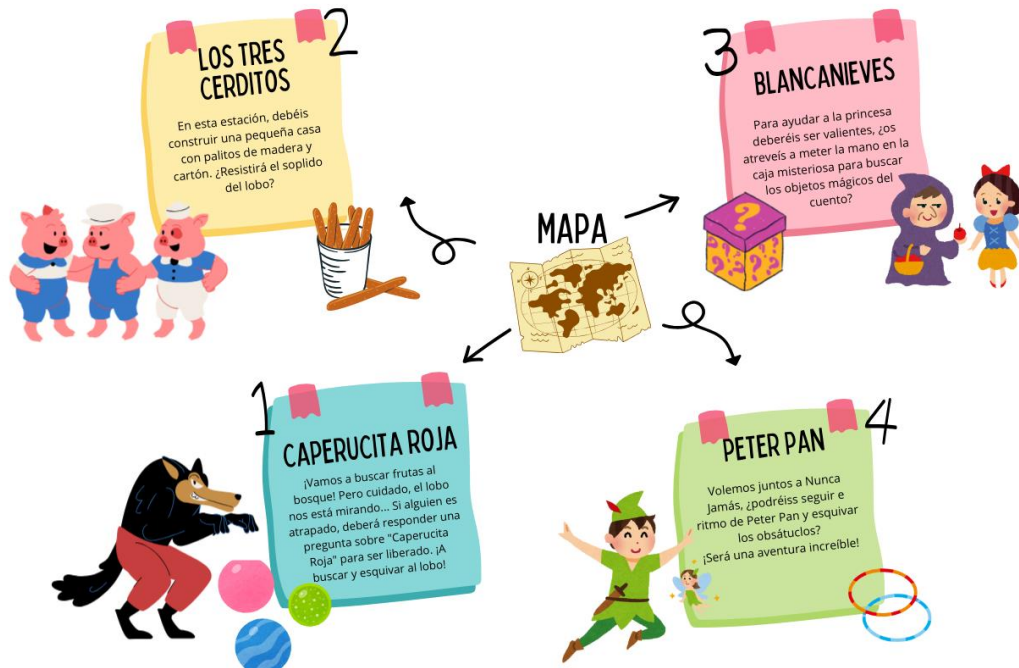 2
LOS TRES
CERDITOS
En esta estación, debéis
construir una pequeña casa
con palitos de madera y
cartón. ¿Resistirá el soplido
del lobo?
3
BLANCANIEVES
Para ayudar a la princesa
deberéis ser valientes, ¿os
atrevéis a meter la mano en la
caja misteriosa para buscar
los objetos mágicos del
cuento?
?
? ? ? ?
MAPA
1
CAPERUCITA ROJA
¡Vamos a buscar frutas al
bosque! Pero cuidado, el lobo
nos está mirando... Si alguien es
atrapado, deberá responder una
pregunta sobre "Caperucita
Roja" para ser liberado. ¡A
buscar y esquivar al lobo!
4
PETER PAN
Volemos juntos a Nunca
Jamás, ¿podréiss seguir e
ritmo de Peter Pan y esquivar
los obsátuclos?
¡Será una aventura increíble!